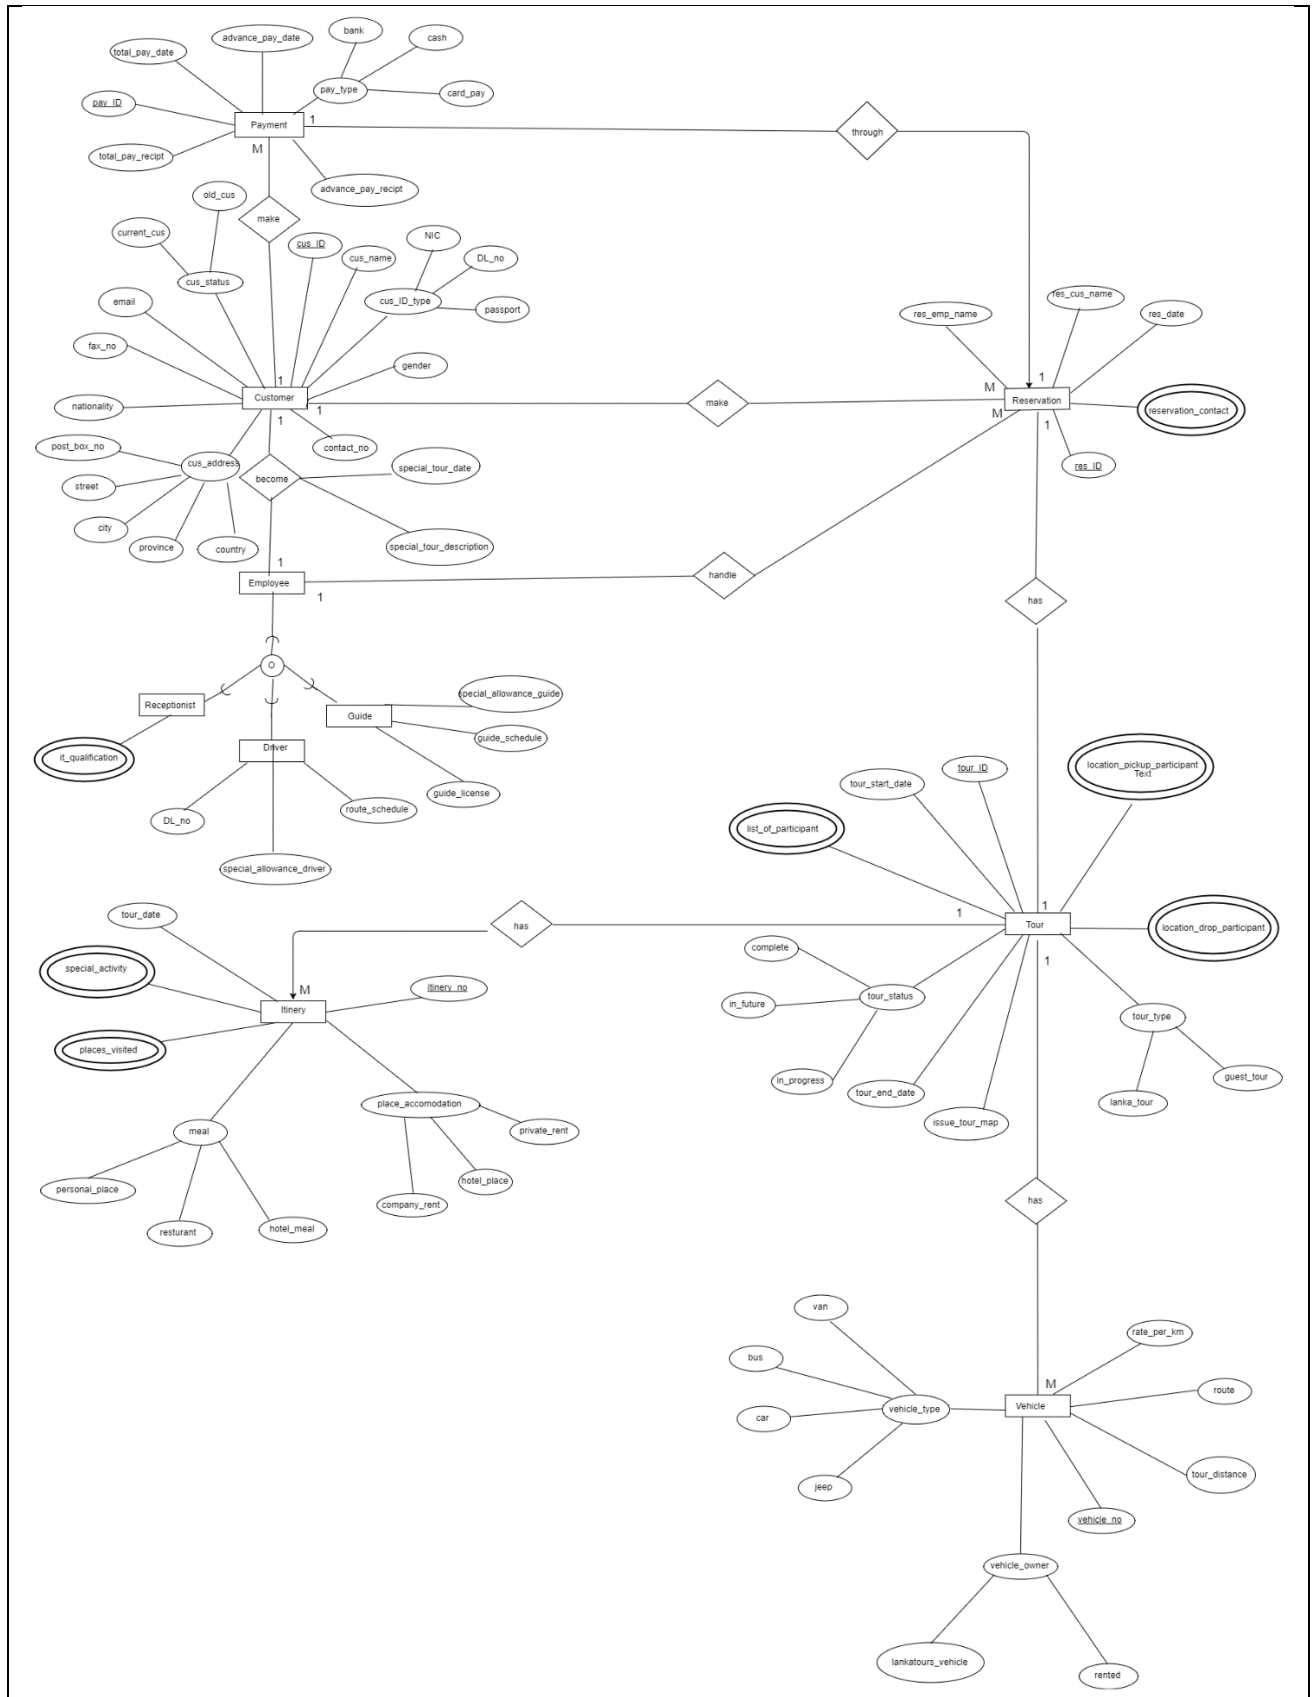 bank
advance_pay_date
cash
total_pay_date
pay_type
card_pay
pay_ID
Payment
1
through
M
total_pay_recipt
advance_pay_recipt
old_cus
make
current_cus
cus_ID
NIC
cus_name
DL_no
cus_status
cus_ID_type
passport
email
res_cus_name
res_emp_name
res_date
fax_no
gender
1
1
M
Customer
1
make
Reservation
nationality
1
M
1
reservation_contact
contact_no
post_box_no
cus_address
special_tour_date
res_ID
become
street
city
province
country
special_tour_description
1
Employee
1
handle
has
O
Receptionist
special_allowance_guide
Guide
guide_schedule
it_qualification
Driver
guide_license
route_schedule
DL_no
special_allowance_driver
location_pickup_participant
Text
tour_ID
tour_start_date
list_of_participant
tour_date
has
1
1
Tour
location_drop_participant
complete
1
special_activity
itinery_no
M
Itinery
tour_status
in_future
tour_type
places_visited
in_progress
guest_tour
tour_end_date
lanka_tour
issue_tour_map
place_accomodation
private_rent
meal
hotel_place
personal_place
company_rent
resturant
hotel_meal
has
van
rate_per_km
bus
M
route
car
vehicle_type
Vehicle
tour_distance
jeep
vehicle_no
vehicle_owner
lankatours_vehicle
rented